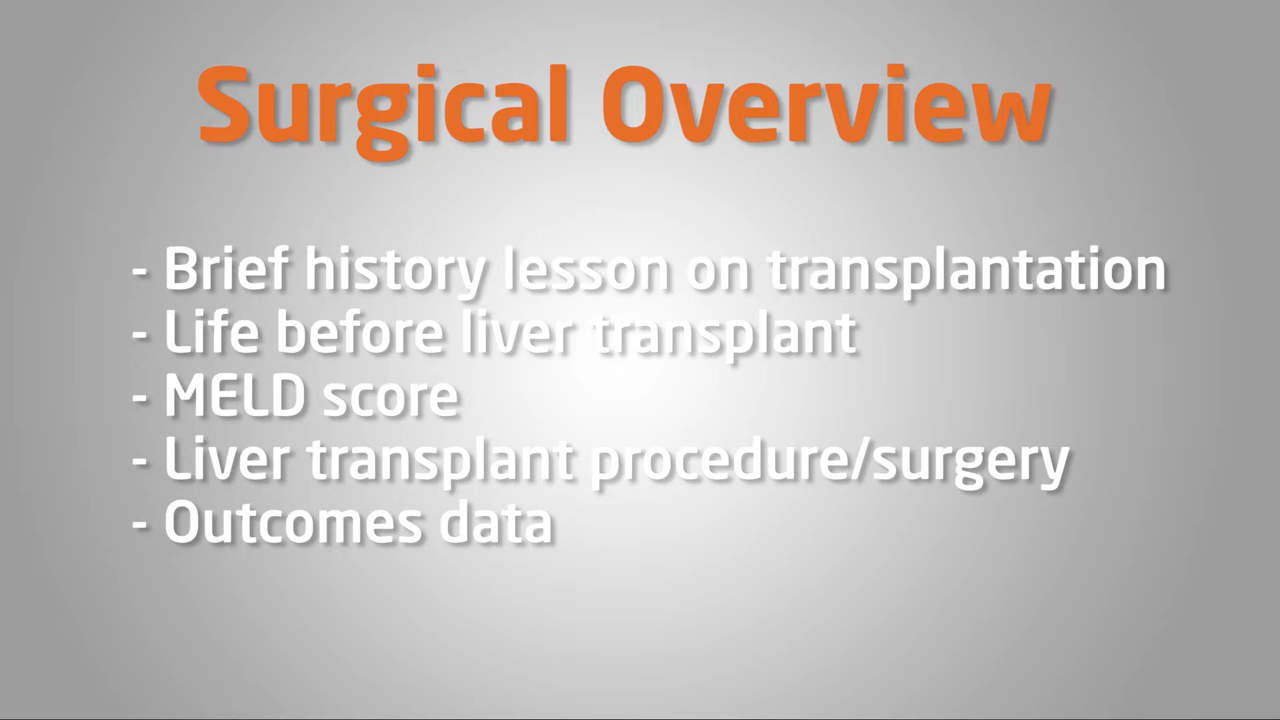 Surgical Overview
- Brief history lesson on transplantation
- Life before liver transplant
- MELD score
- Liver transplant procedure/surgery
- Outcomes data